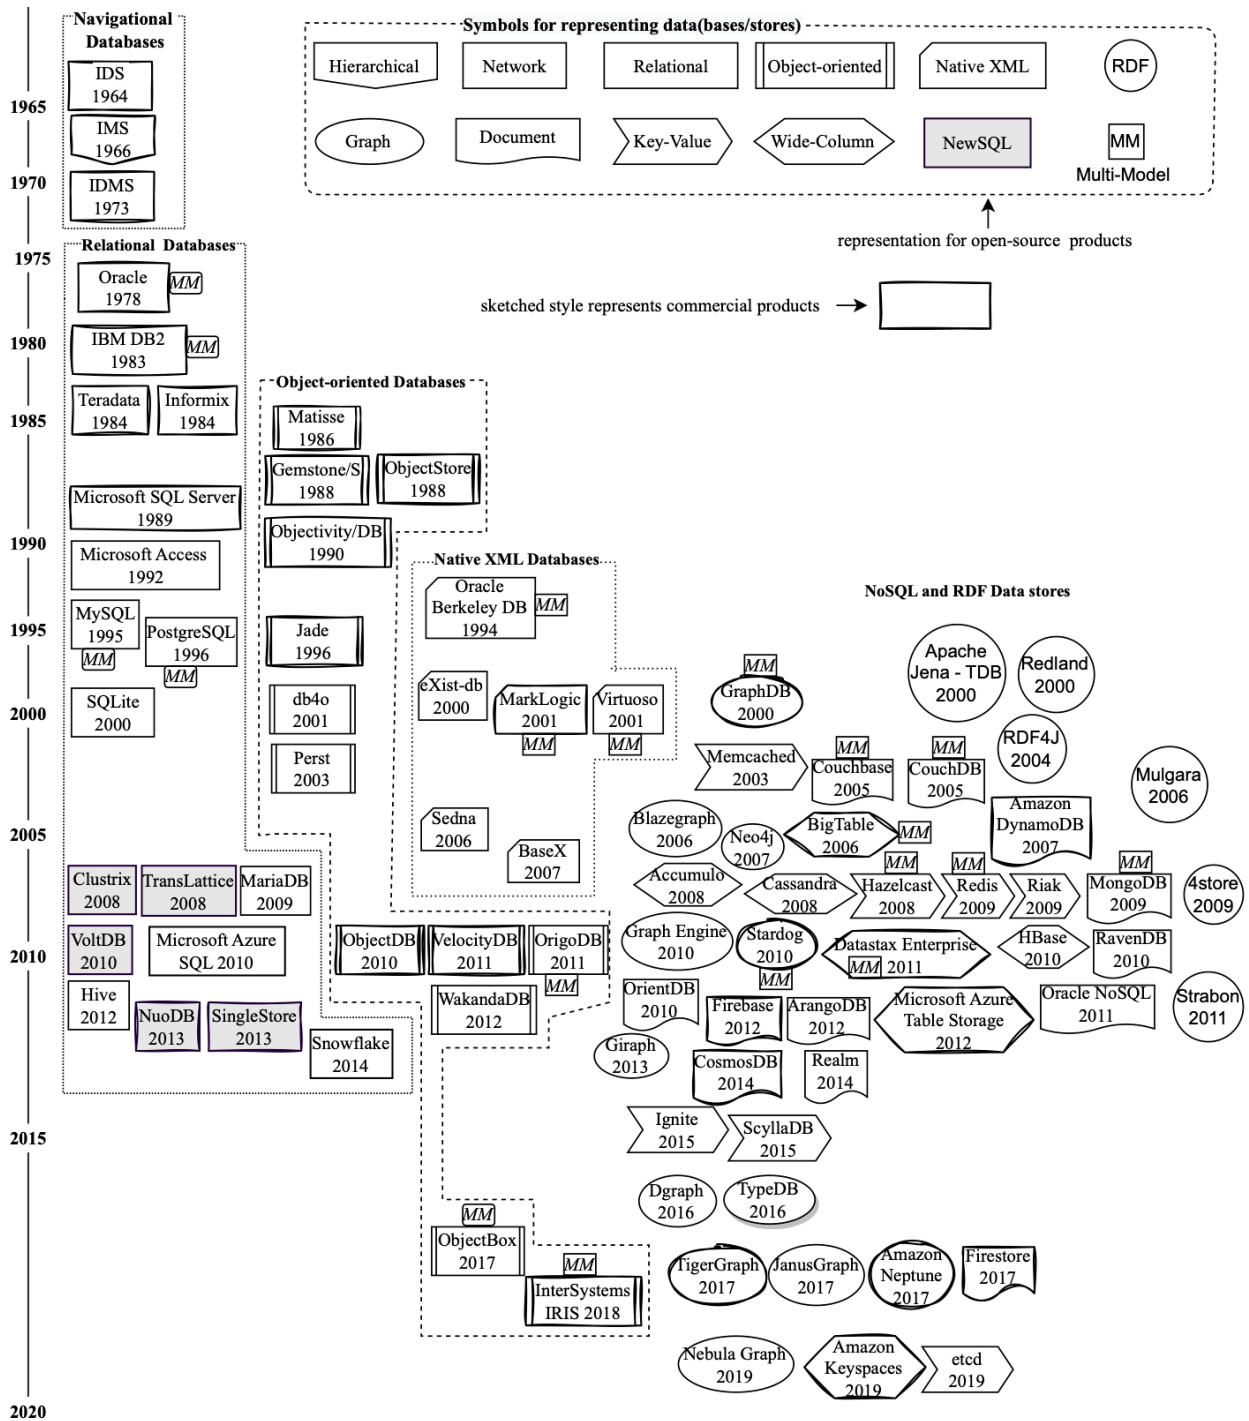 Navigational
Databases
IDS
1964
IMS
1966
IDMS
1973
Symbols for representing data(bases/stores)
Hierarchical
Network
Relational
Object-oriented
Native XML
RDF
Graph
Document
Key-Value
Wide-Column
NewSQL
MM
Multi-Model
representation for open-source products
sketched style represents commercial products
1965
1970
1975
1980
1985
1990
1995
2000
2005
2010
2015
2020
Relational Databases
Oracle
1978
MM
IBM DB2
1983
MM
Teradata
1984
Informix
1984
Microsoft SQL Server
1989
Microsoft Access
1992
MySQL
1995
MM
PostgreSQL
1996
MM
SQLite
2000
Clustrix
2008
TransLattice
2008
MariaDB
2009
VoltDB
2010
Microsoft Azure
SQL 2010
Hive
2012
NuoDB
2013
SingleStore
2013
Snowflake
2014
Object-oriented Databases
Matisse
1986
Gemstone/S
1988
ObjectStore
1988
Objectivity/DB
1990
Jade
1996
db4o
2001
Perst
2003
ObjectDB
2010
VelocityDB
2011
OrigoDB
2011
MM
WakandaDB
2012
MM
ObjectBox
2017
MM
InterSystems
IRIS 2018
Native XML Databases
Oracle
Berkeley DB
1994
MM
eXist-db
2000
MarkLogic
2001
MM
Virtuoso
2001
MM
Sedna
2006
BaseX
2007
NoSQL and RDF Data stores
MM
GraphDB
2000
Apache
Jena - TDB
2000
Redland
2000
RDF4J
2004
Memcached
2003
MM
Couchbase
2005
MM
CouchDB
2005
Mulgara
2006
Blazegraph
2006
Neo4j
2007
BigTable
2006
MM
Amazon
DynamoDB
2007
Accumulo
2008
Cassandra
2008
MM
Hazelcast
2008
MM
Redis
2009
Riak
2009
MM
MongoDB
2009
4store
2009
Graph Engine
2010
Stardog
2010
MM
Datastax Enterprise
MM
2011
HBase
2010
RavenDB
2010
OrientDB
2010
Firebase
2012
ArangoDB
2012
Microsoft Azure
Table Storage
2012
Oracle NoSQL
2011
Strabon
2011
Giraph
2013
CosmosDB
2014
Realm
2014
Ignite
2015
ScyllaDB
2015
Dgraph
2016
TypeDB
2016
TigerGraph
2017
JanusGraph
2017
Amazon
Neptune
2017
Firestore
2017
Nebula Graph
2019
Amazon
Keyspaces
2019
etcd
2019